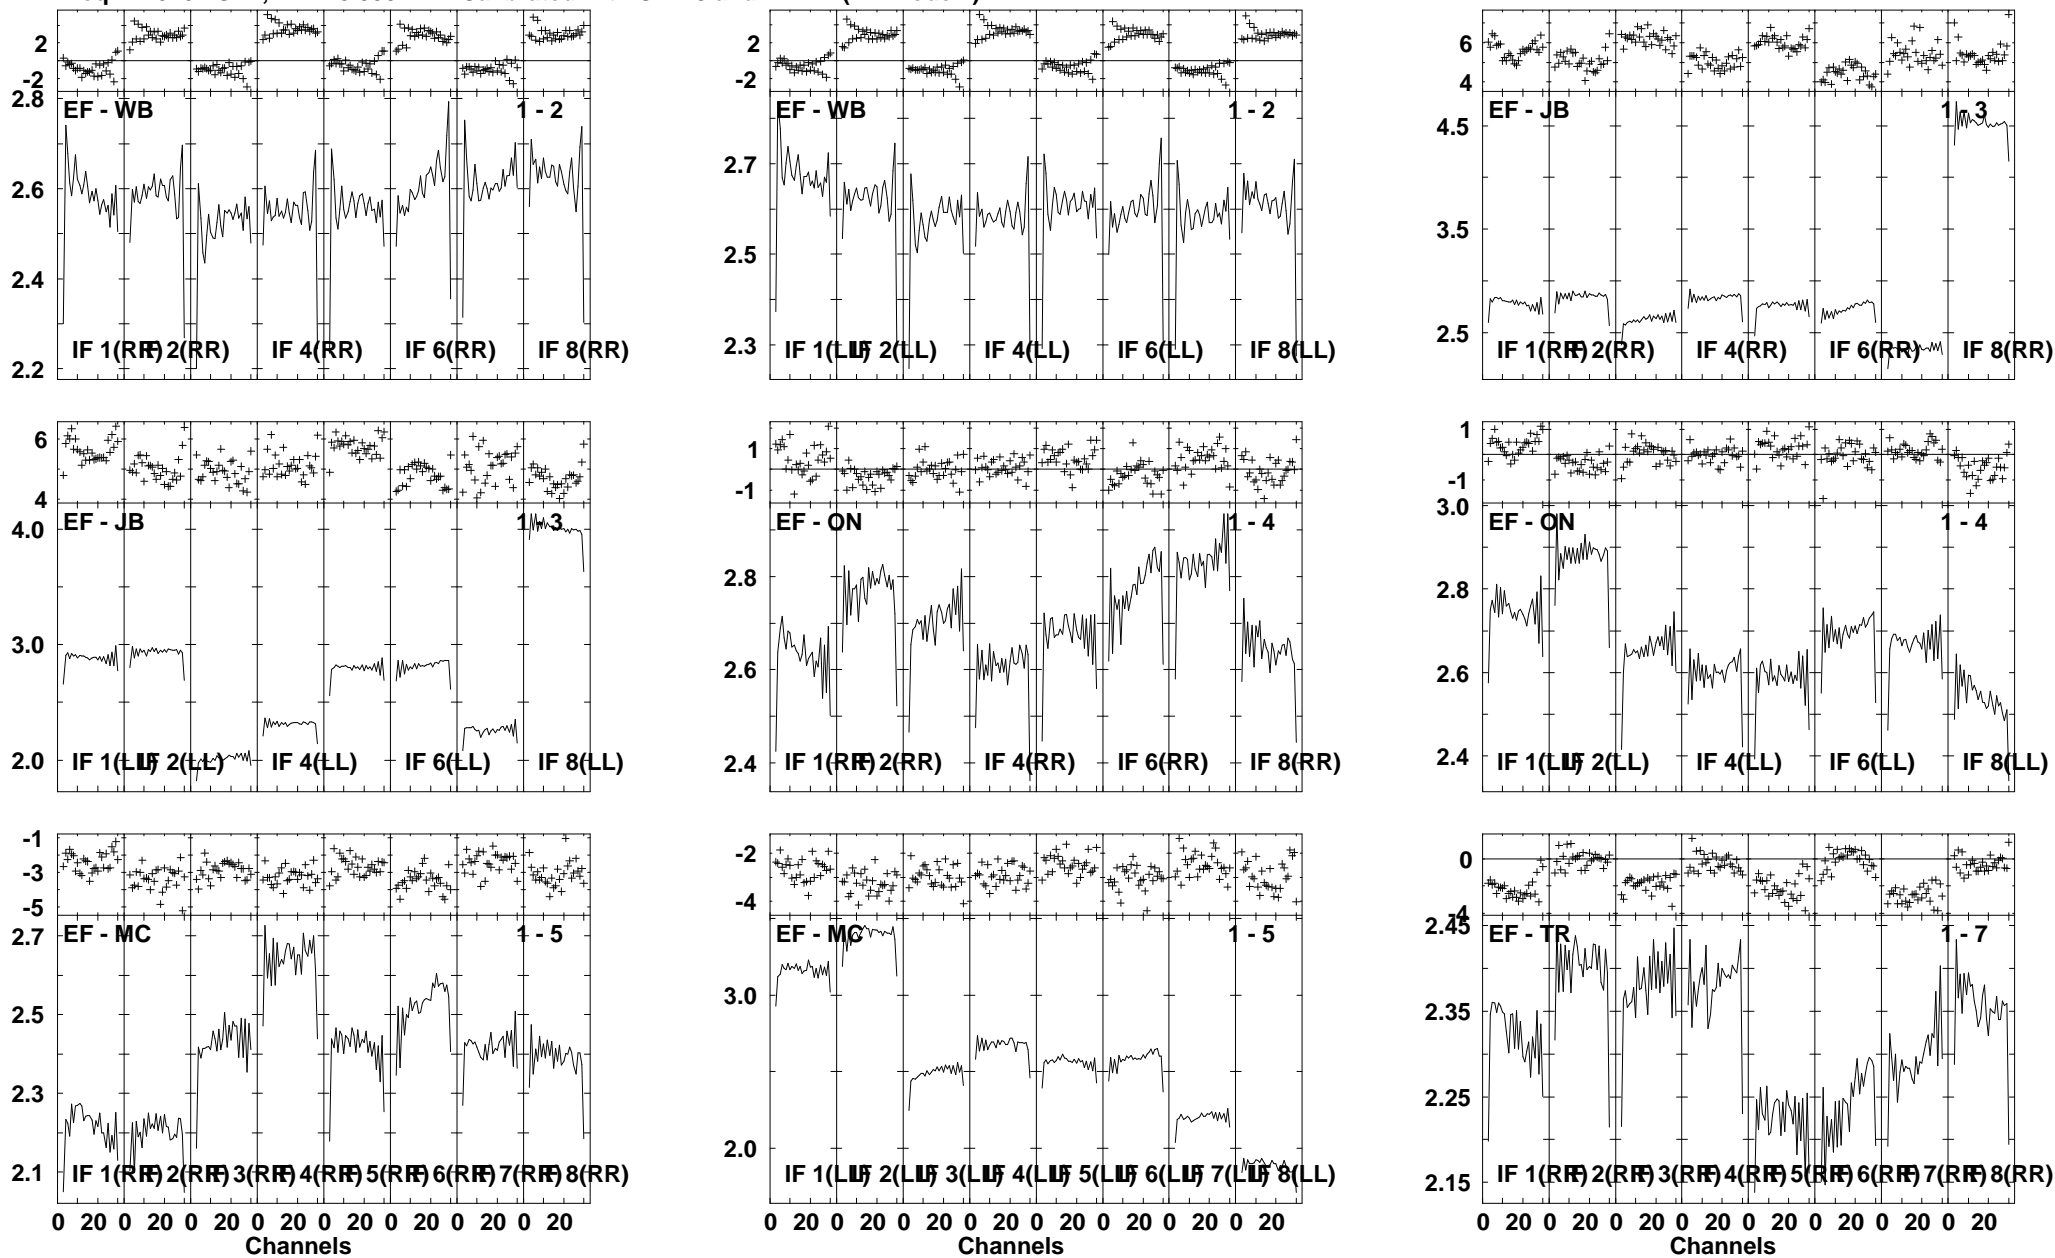 2
-2
2.8
EF - WB
1 - 2
2.6
2.4
2.2
IF 1(RR)
IF 2(RR)
IF 4(RR)
IF 6(RR)
IF 8(RR)
2
-2
EF - WB
1 - 2
2.7
2.5
2.3
IF 1(LL)
IF 2(LL)
IF 4(LL)
IF 6(LL)
IF 8(LL)
6
4
EF - JB
1 - 3
4.5
3.5
2.5
IF 1(RR)
IF 2(RR)
IF 4(RR)
IF 6(RR)
IF 8(RR)
6
4
EF - JB
1 - 3
4.0
3.0
2.0
IF 1(LL)
IF 2(LL)
IF 4(LL)
IF 6(LL)
IF 8(LL)
1
-1
EF - ON
1 - 4
2.8
2.6
2.4
IF 1(RR)
IF 2(RR)
IF 4(RR)
IF 6(RR)
IF 8(RR)
1
-1
3.0
EF - ON
1 - 4
2.8
2.6
2.4
IF 1(LL)
IF 2(LL)
IF 4(LL)
IF 6(LL)
IF 8(LL)
-1
-3
-5
2.7
EF - MC
1 - 5
2.5
2.3
2.1
IF 1(RR)
IF 2(RR)
IF 3(RR)
IF 4(RR)
IF 5(RR)
IF 6(RR)
IF 7(RR)
IF 8(RR)
0 20 0 20 0 20 0 20 0 20 0 20 0 20 0 20
Channels
-2
-4
EF - MC
1 - 5
3.0
2.0
IF 1(LL)
IF 2(LL)
IF 3(LL)
IF 4(LL)
IF 5(LL)
IF 6(LL)
IF 7(LL)
IF 8(LL)
0 20 0 20 0 20 0 20 0 20 0 20 0 20 0 20
Channels
0
2.45
EF - TR
1 - 7
2.35
2.25
2.15
IF 1(RR)
IF 2(RR)
IF 3(RR)
IF 4(RR)
IF 5(RR)
IF 6(RR)
IF 7(RR)
IF 8(RR)
0 20 0 20 0 20 0 20 0 20 0 20 0 20 0 20
Channels